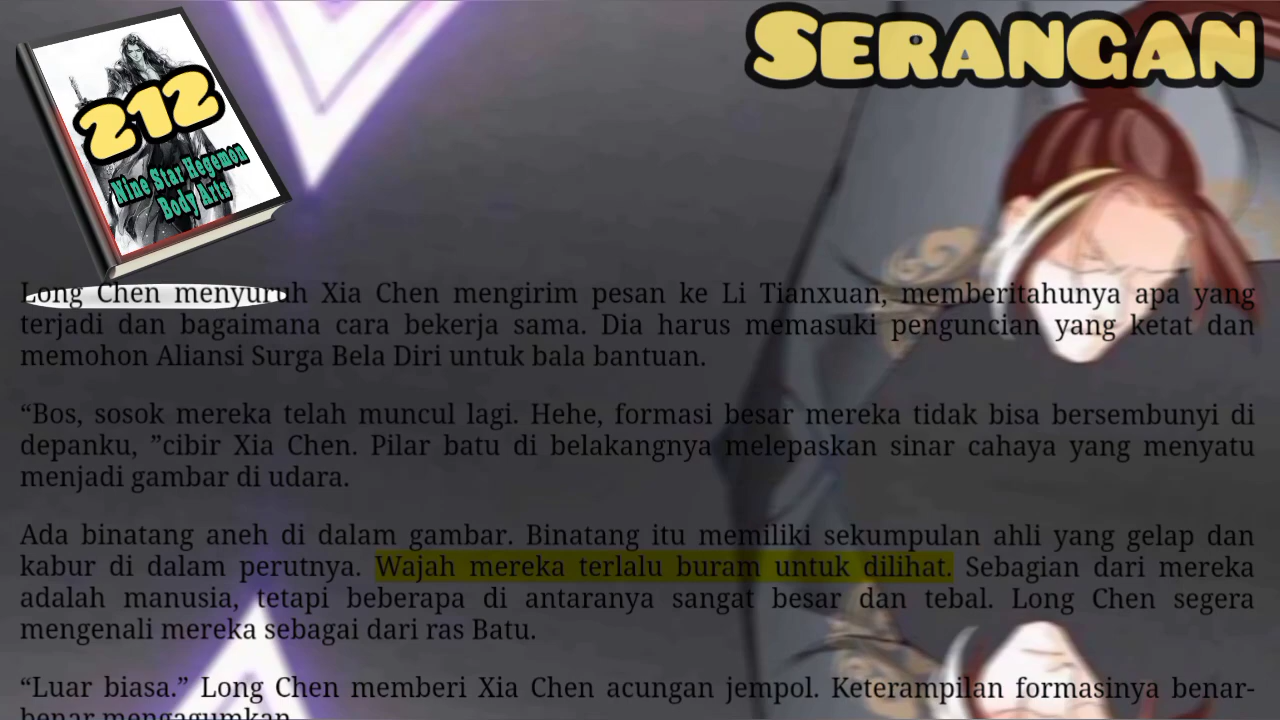 SERANGAN
212
Nine Star Hegemon
Body Arts
Long Chen menyuruh Xia Chen mengirim pesan ke Li Tianxuan, memberitahunya apa yang
terjadi dan bagaimana cara bekerja sama. Dia harus memasuki penguncian yang ketat dan
memohon Aliansi Surga Bela Diri untuk bala bantuan.
“Bos, sosok mereka telah muncul lagi. Hehe, formasi besar mereka tidak bisa bersembunyi di
depanku, ”cibir Xia Chen. Pilar batu di belakangnya melepaskan sinar cahaya yang menyatu
menjadi gambar di udara.
Ada binatang aneh di dalam gambar. Binatang itu memiliki sekumpulan ahli yang gelap dan
kabur di dalam perutnya. Wajah mereka terlalu buram untuk dilihat. Sebagian dari mereka
adalah manusia, tetapi beberapa di antaranya sangat besar dan tebal. Long Chen segera
mengenali mereka sebagai dari ras Batu.
“Luar biasa.” Long Chen memberi Xia Chen acungan jempol. Keterampilan formasinya benar-
benar mengagumkan.